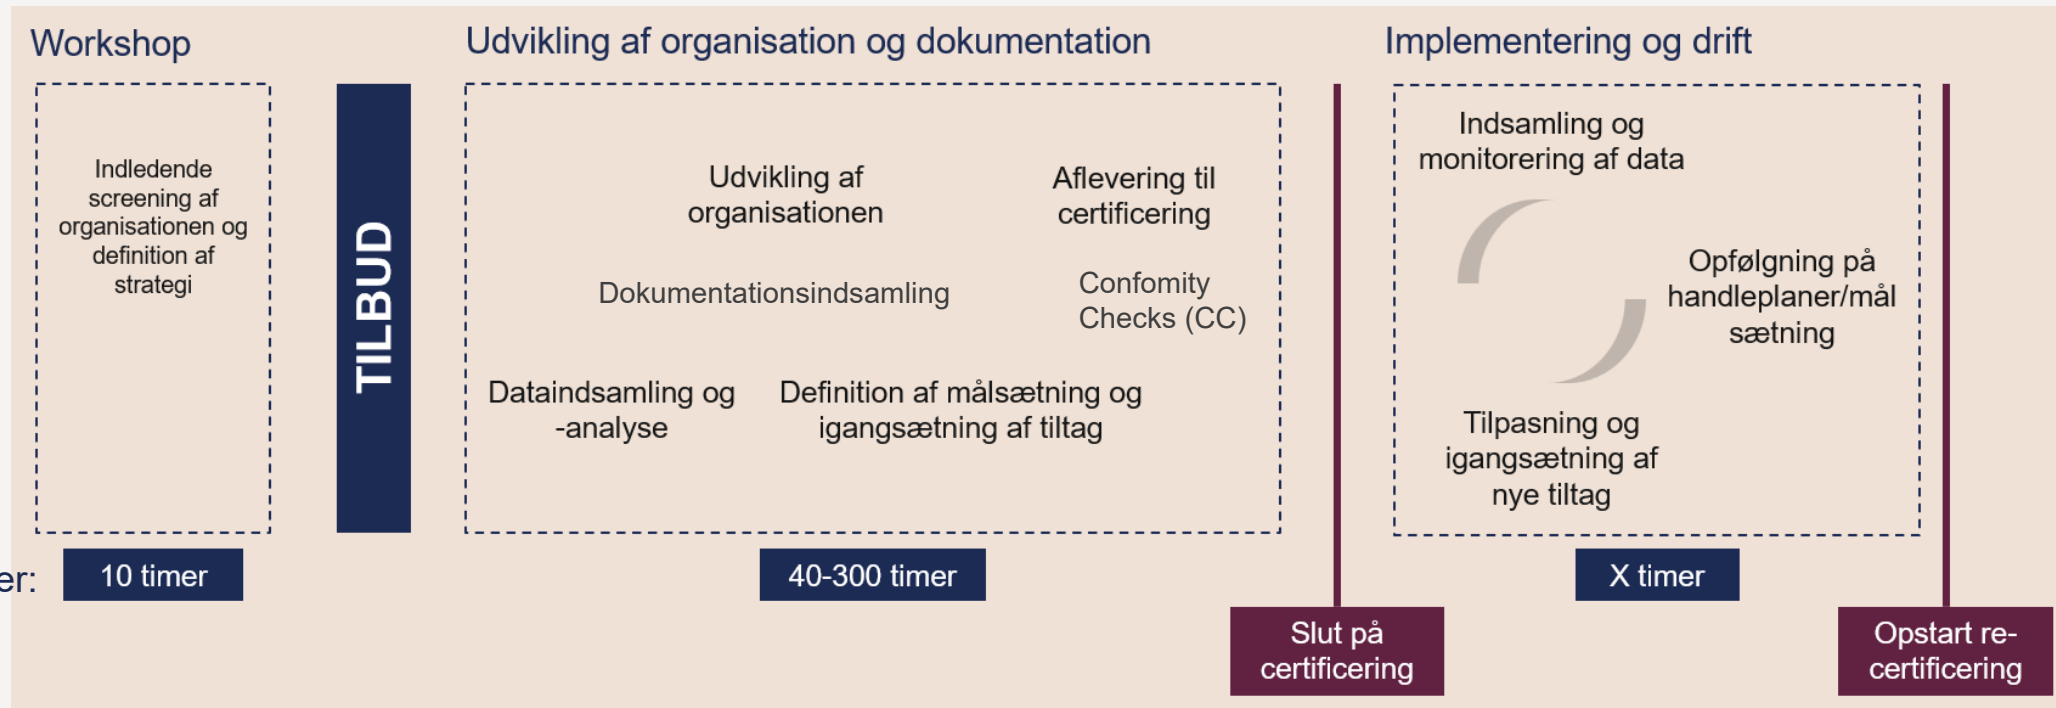 Workshop
Indledende
screening af
organisationen og
definition af
strategi
10 timer
TILBUD
Udvikling af organisation og dokumentation
Udvikling af
organisationen
Aflevering til
certificering
Dokumentationsindsamling
Confomity
Checks (CC)
Dataindsamling og
-analyse
Definition af målsætning og
igangsætning af tiltag
40-300 timer
Slut på
certificering
Implementering og drift
Indsamling og
monitorering af data
Opfølgning på
handleplaner/mål
sætning
Tilpasning og
igangsætning af
nye tiltag
X timer
Opstart re-
certificering